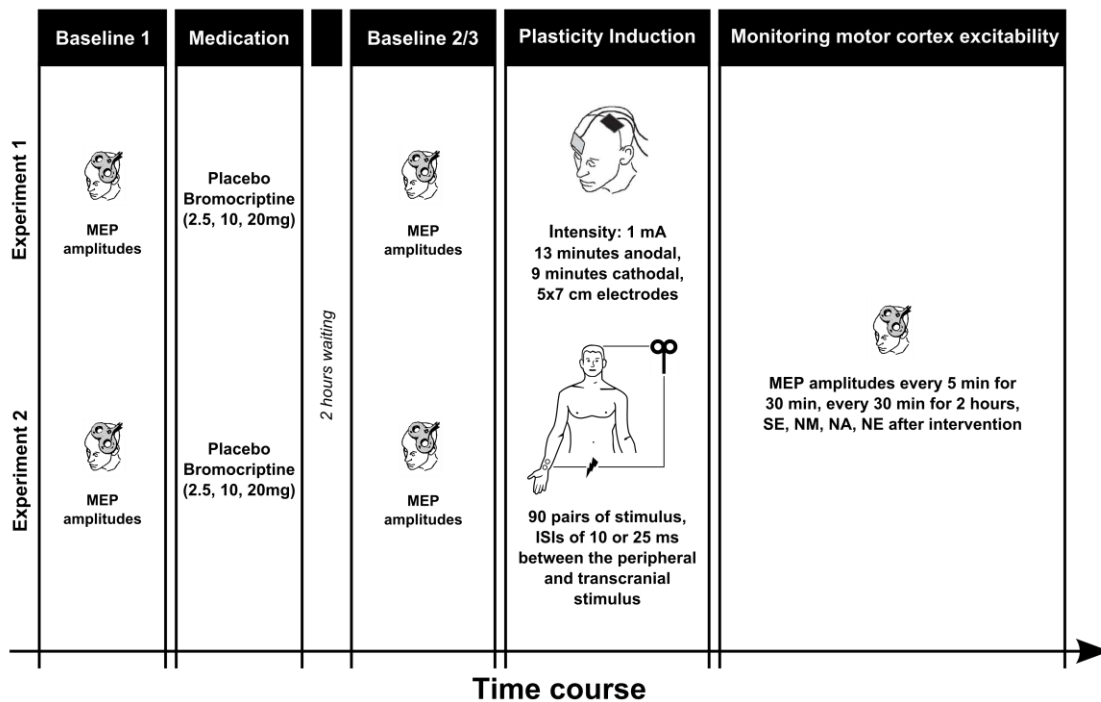 Baseline 1
Medication
Baseline 2/3
Plasticity Induction
Monitoring motor cortex excitability
Experiment 1
MEP
amplitudes
Placebo
Bromocriptine
(2.5, 10, 20mg)
2 hours waiting
MEP
amplitudes
Intensity: 1 mA
13 minutes anodal,
9 minutes cathodal,
5x7 cm electrodes
MEP amplitudes every 5 min for
30 min, every 30 min for 2 hours,
SE, NM, NA, NE after intervention
Experiment 2
MEP
amplitudes
Placebo
Bromocriptine
(2.5, 10, 20mg)
MEP
amplitudes
90 pairs of stimulus,
ISIs of 10 or 25 ms
between the peripheral
and transcranial
stimulus
Time course